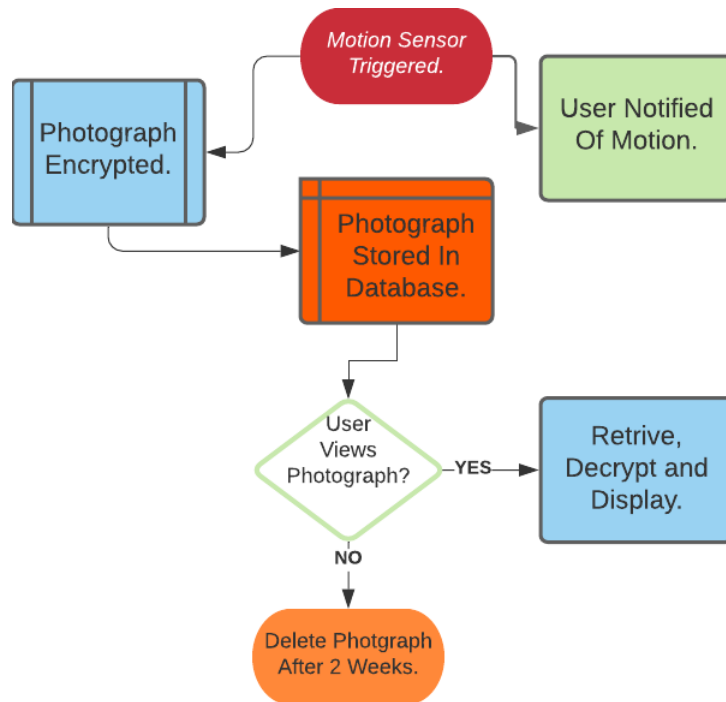 Motion Sensor
Triggered.
Photograph
Encrypted.
User Notified
Of Motion.
Photograph
Stored In
Database.
User
Views
Photograph?
YES
Retrive,
Decrypt and
Display.
NO
Delete Photgraph
After 2 Weeks.